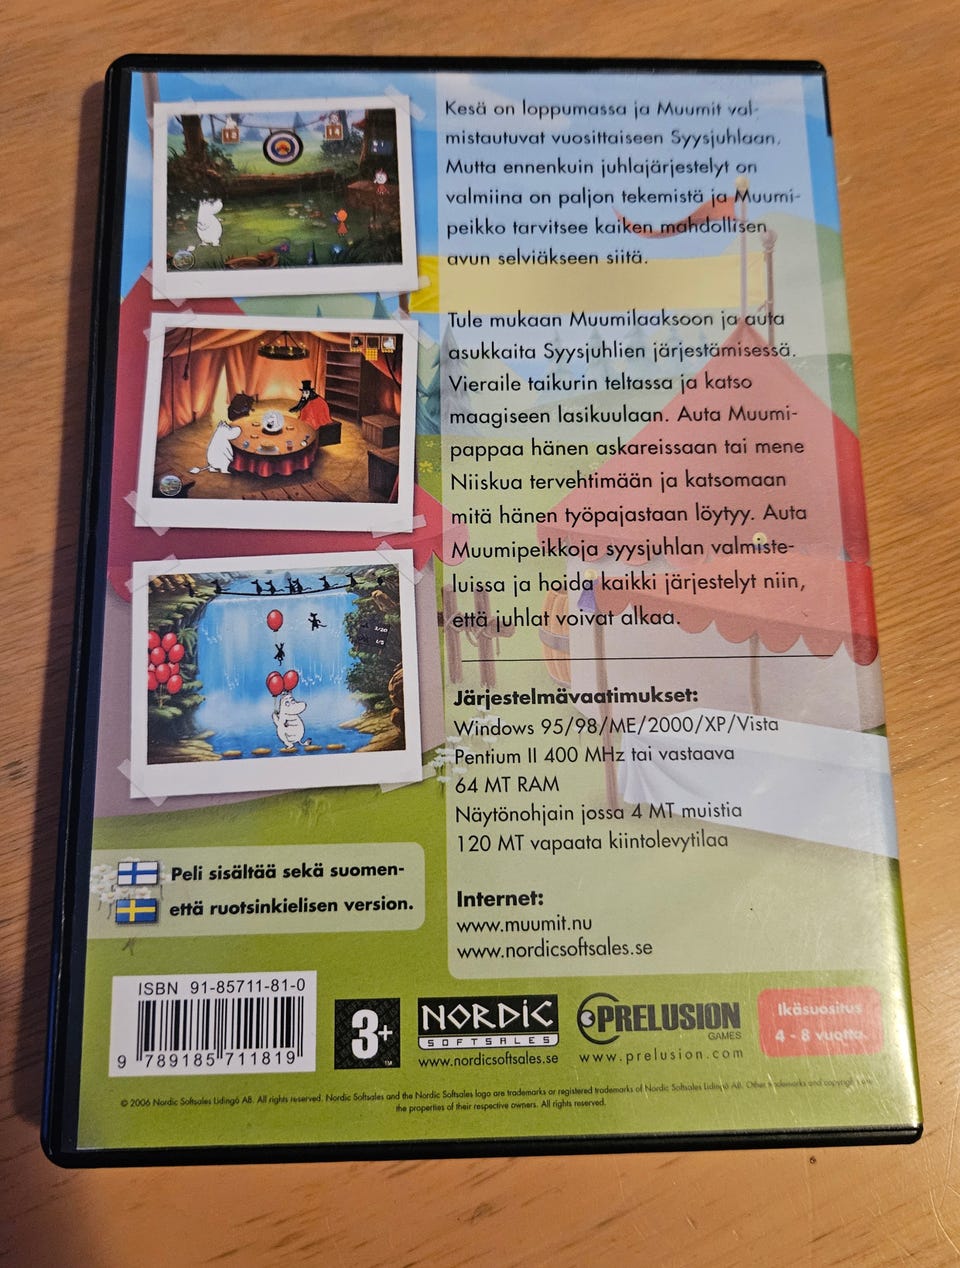 Kesä on loppumassa ja Muumit val-
mistautuvat vuosittaiseen Syysjuhlaan.
Mutta ennenkuin juhlajärjestelyt on
valmiina on paljon tekemistä ja Muumi-
peikko tarvitsee kaiken mahdollisen
avun selviäkseen siitä.
Tule mukaan Muumilaaksoon ja auta
asukkaita Syysjuhlien järjestämisessä.
Vieraile taikurin teltassa ja katso
maagiseen lasikuulaan. Auta Muumi-
pappaa hänen askareissaan tai mene
Niiskua tervehtimään ja katsomaan
mitä hänen työpajastaan löytyy. Auta
Muumipeikkoja syysjuhlan valmiste-
luissa ja hoida kaikki järjestelyt niin,
että juhlat voivat alkaa.
Järjestelmävaatimukset:
Windows 95/98/ME/2000/XP/Vista
Pentium II 400 MHz tai vastaava
64 MT RAM
Näytönohjain jossa 4 MT muistia
120 MT vapaata kiintolevytilaa
Peli sisältää sekä suomen-
että ruotsinkielisen version.
Internet:
www.muumit.nu
www.nordicsoftsales.se
ISBN 91-85711-81-0
9 789185 711819
3+
NORDIC
SOFTSALES
www.nordicsoftsales.se
PRELUSION
GAMES
www.prelusion.com
Ikäsuositus
4 - 8 vuotta.
© 2006 Nordic Softsales Lidingö AB. All rights reserved. Nordic Softsales and the Nordic Softsales logo are trademarks or registered trademarks of Nordic Softsales Lidingö AB. Other trademarks and copyrights are
the properties of their respective owners. All rights reserved.